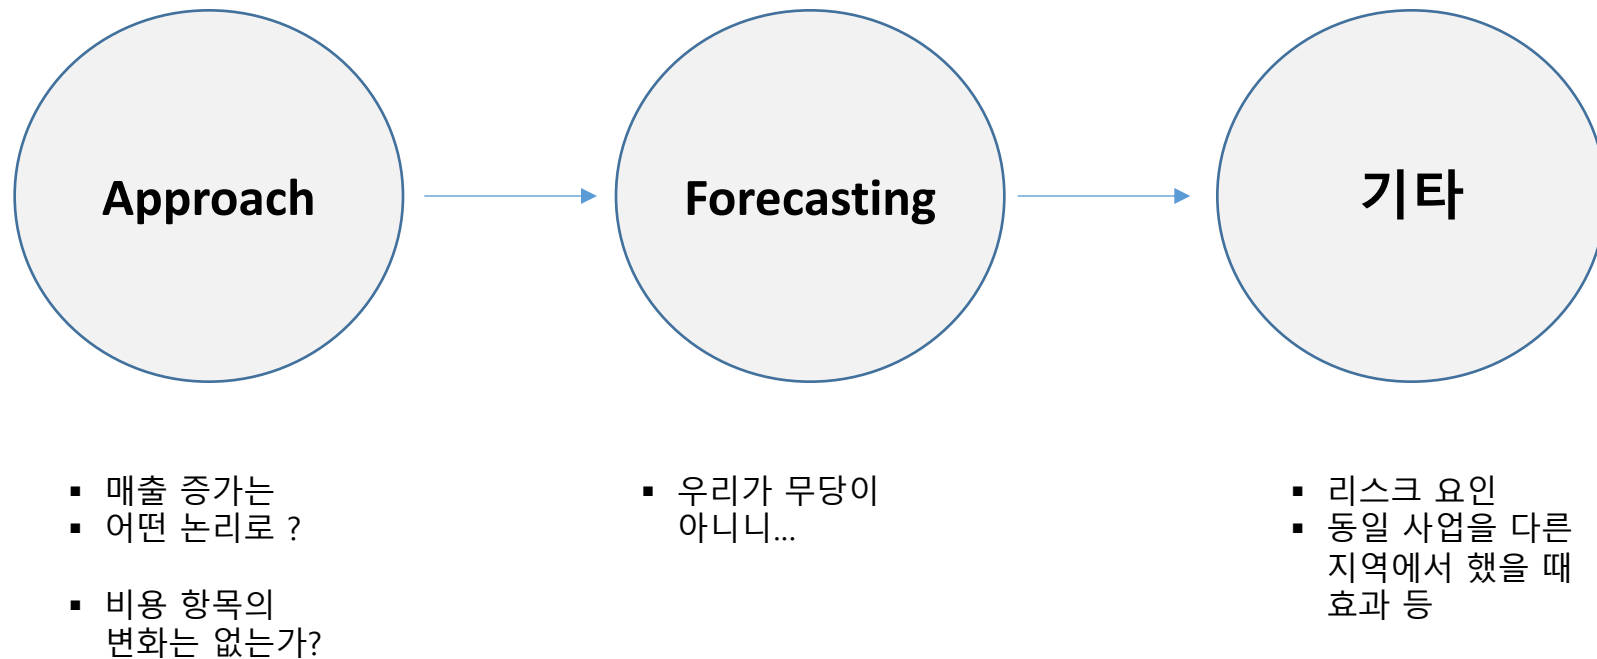 Approach
Forecasting
기타
▪ 매출 증가는
▪ 어떤 논리로 ?
▪ 비용 항목의
변화는 없는가?
▪ 우리가 무당이
아니니...
▪ 리스크 요인
▪ 동일 사업을 다른
지역에서 했을 때
효과 등